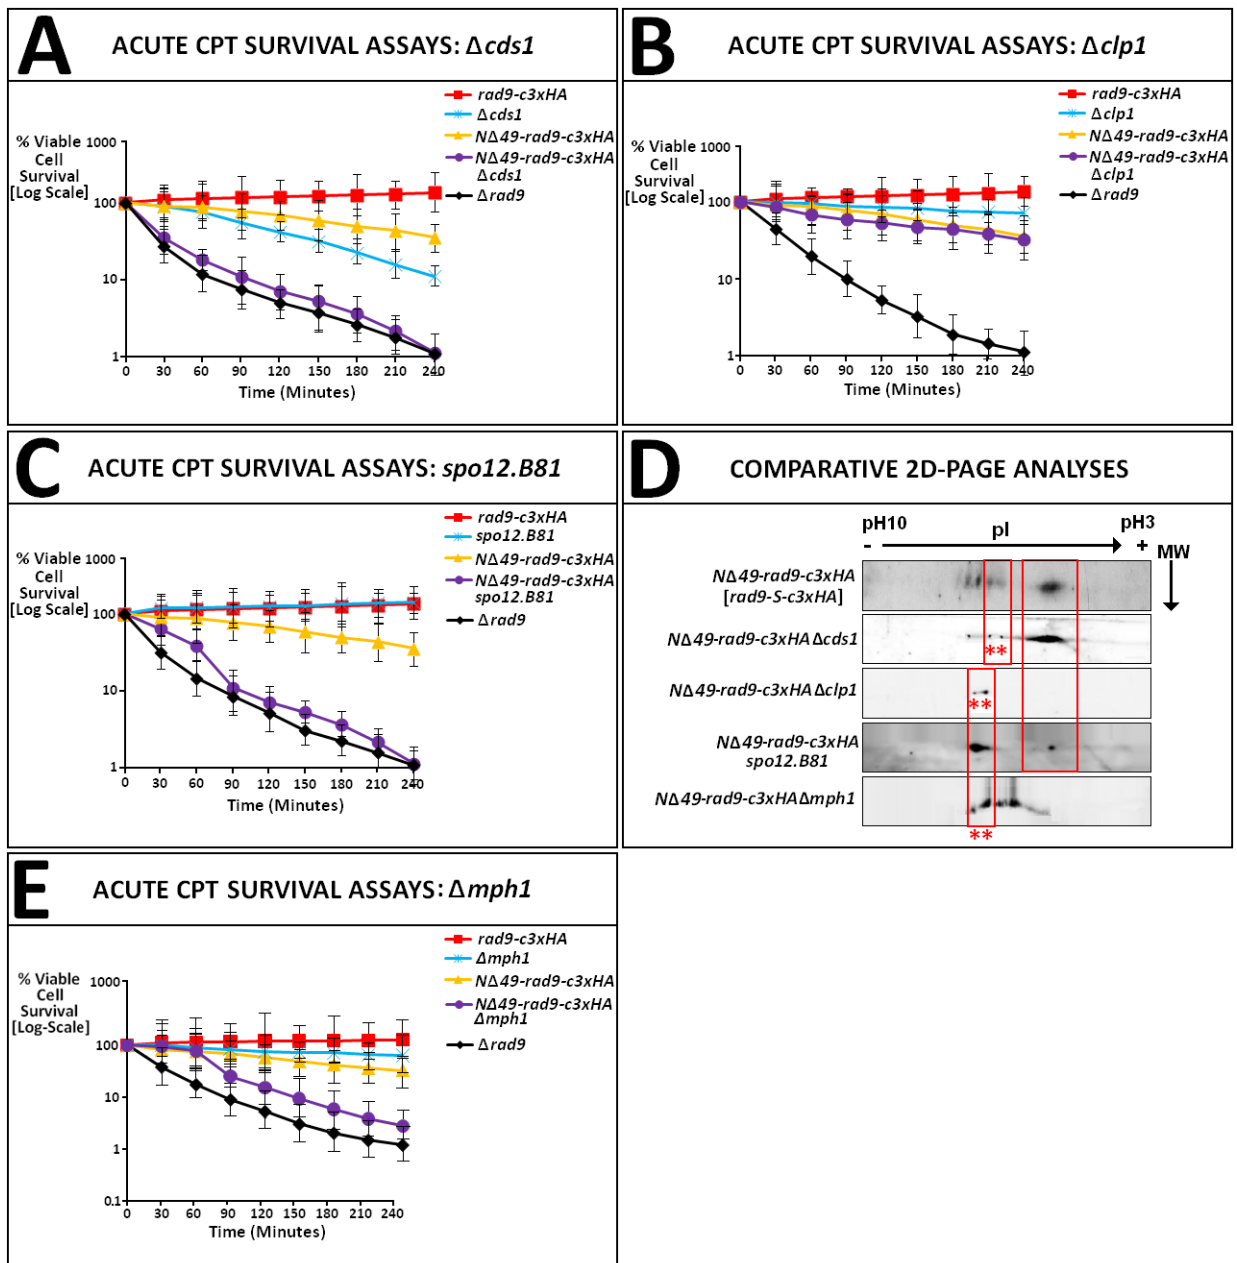 A ACUTE CPT SURVIVAL ASSAYS: Δcds1
rad9-c3xHA
Δcds1
NΔ49-rad9-c3xHA
NΔ49-rad9-c3xHA
Δcds1
Δrad9
% Viable
Cell
Survival
[Log Scale]
1000
100
10
1
0 30 60 90 120 150 180 210 240
Time (Minutes)
B ACUTE CPT SURVIVAL ASSAYS: Δclp1
rad9-c3xHA
Δclp1
NΔ49-rad9-c3xHA
NΔ49-rad9-c3xHA
Δclp1
Δrad9
% Viable
Cell
Survival
[Log Scale]
1000
100
10
1
0 30 60 90 120 150 180 210 240
Time (Minutes)
C ACUTE CPT SURVIVAL ASSAYS: spo12.B81
rad9-c3xHA
spo12.B81
NΔ49-rad9-c3xHA
NΔ49-rad9-c3xHA
spo12.B81
Δrad9
% Viable
Cell
Survival
[Log Scale]
1000
100
10
1
0 30 60 90 120 150 180 210 240
Time (Minutes)
D COMPARATIVE 2D-PAGE ANALYSES
pH10 pI pH3
- + MW
NΔ49-rad9-c3xHA
[rad9-S-c3xHA]
NΔ49-rad9-c3xHA Δcds1
**
NΔ49-rad9-c3xHA Δclp1
**
NΔ49-rad9-c3xHA
spo12.B81
NΔ49-rad9-c3xHA Δmph1
**
E ACUTE CPT SURVIVAL ASSAYS: Δmph1
rad9-c3xHA
Δmph1
NΔ49-rad9-c3xHA
NΔ49-rad9-c3xHA
Δmph1
Δrad9
% Viable
Cell
Survival
[Log-Scale]
1000
100
10
1
0.1
0 30 60 90 120 150 180 210 240
Time (Minutes)